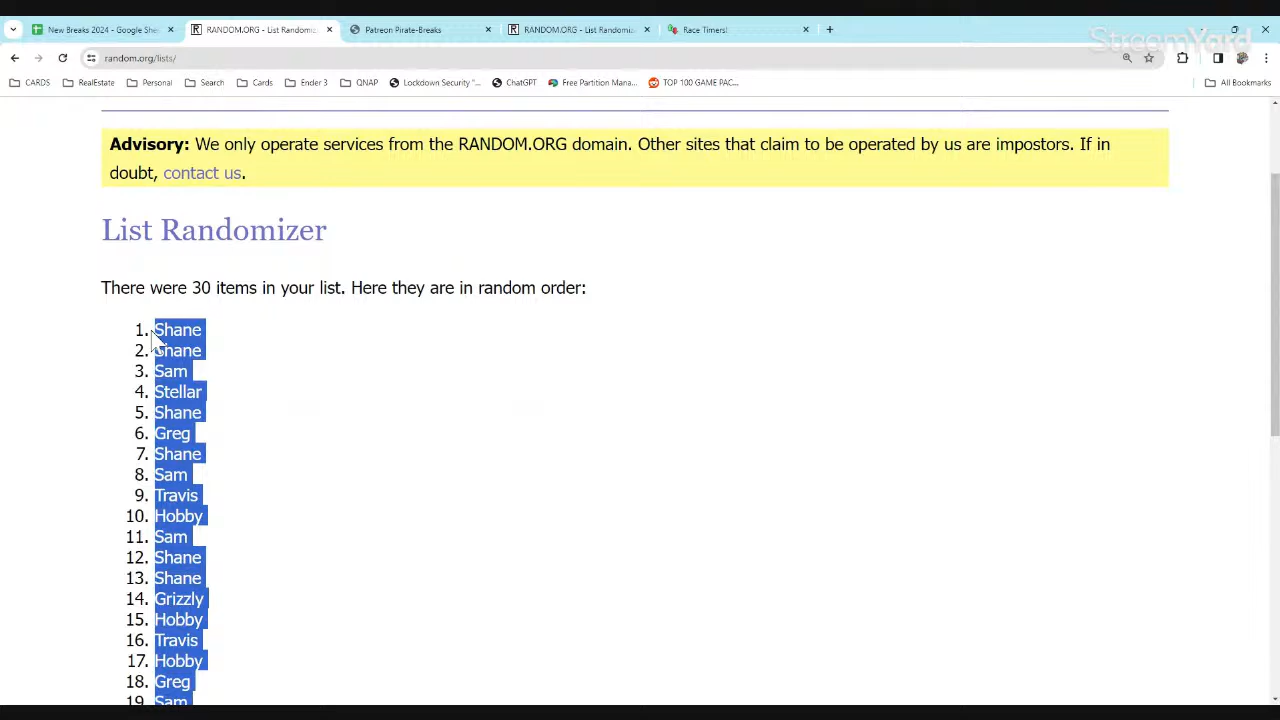 New Breaks 2024 - Google She
RANDOM.ORG - List Randomiz
Patreon Pirate-Breaks
RANDOM.ORG - List Randomiz
Race Timers!
StreamYard
random.org/lists/
CARDS
RealEstate
Personal
Search
Cards
Ender 3
QNAP
Lockdown Security "...
ChatGPT
Free Partition Mana...
TOP 100 GAME PAC...
All Bookmarks
Advisory: We only operate services from the RANDOM.ORG domain. Other sites that claim to be operated by us are impostors. If in
doubt, contact us.
List Randomizer
There were 30 items in your list. Here they are in random order:
1. Shane
2. Shane
3. Sam
4. Stellar
5. Shane
6. Greg
7. Shane
8. Sam
9. Travis
10. Hobby
11. Sam
12. Shane
13. Shane
14. Grizzly
15. Hobby
16. Travis
17. Hobby
18. Greg
19. Sam